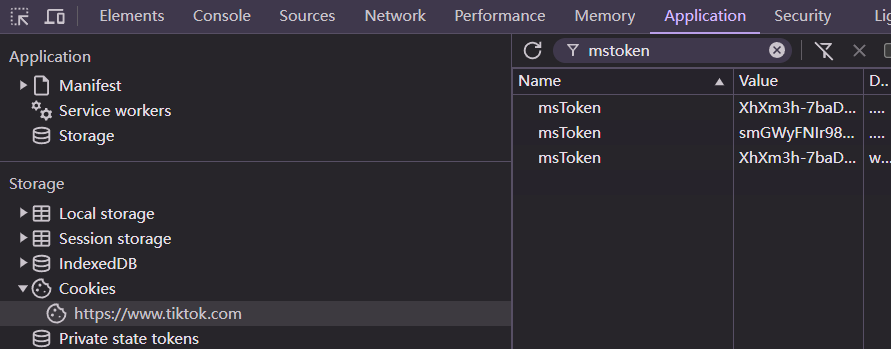 Elements Console Sources Network Performance Memory Application Security Lig
Application
Manifest
Service workers
Storage
Storage
Local storage
Session storage
IndexedDB
Cookies
https://www.tiktok.com
Private state tokens
mstoken
Name Value D..
msToken XhXm3h-7baD... ....
msToken smGWyFNIr98... ....
msToken XhXm3h-7baD... w...